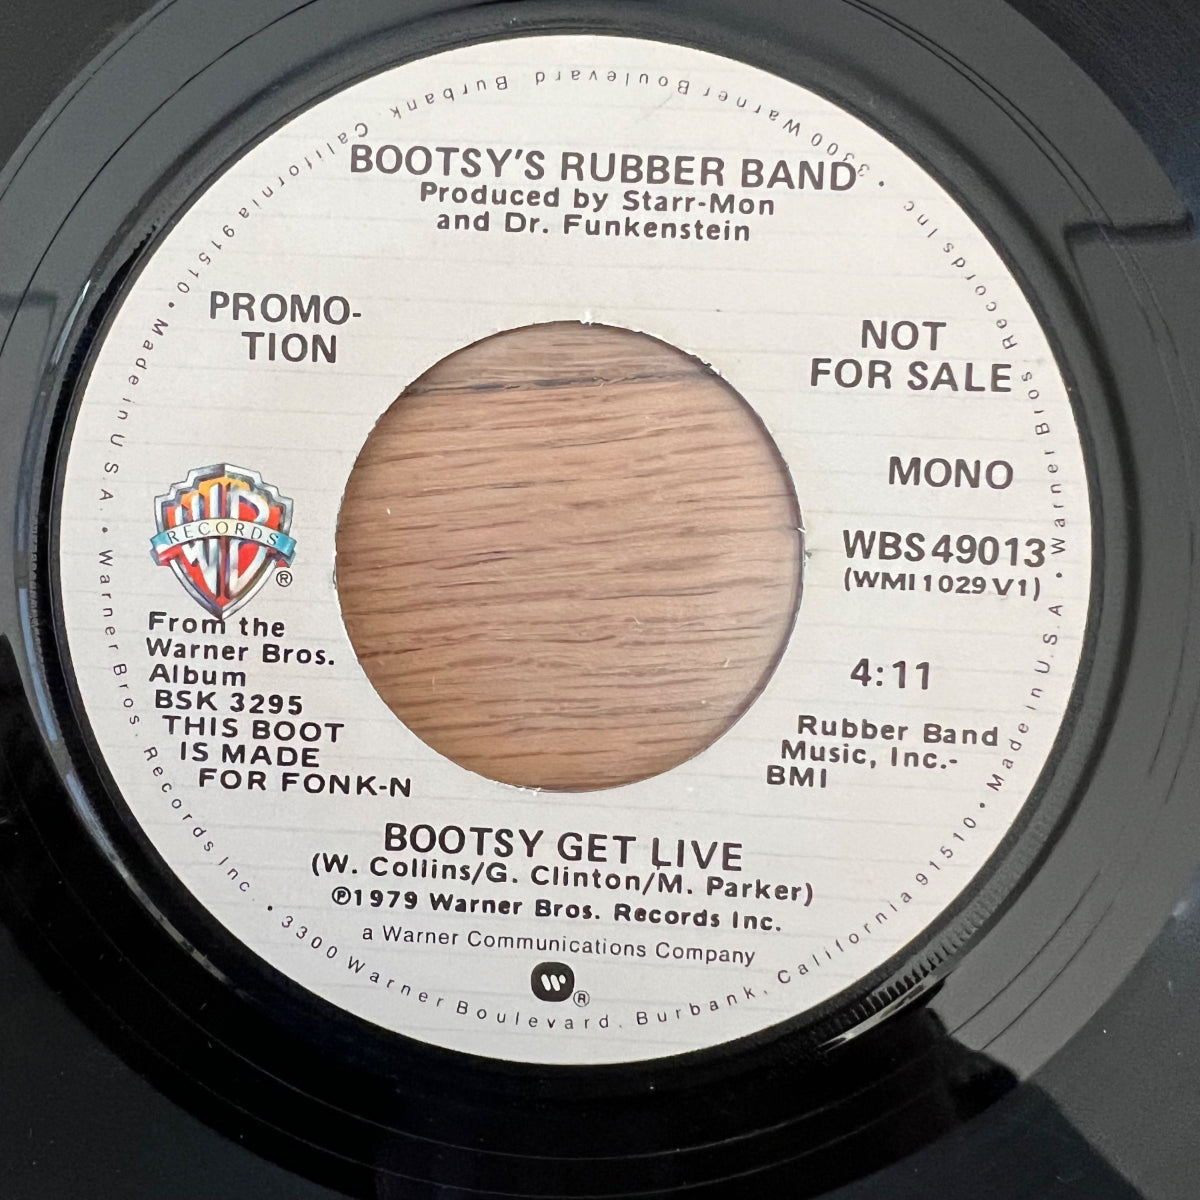 BOOTSY'S RUBBER BAND
Produced by Starr-Mon
and Dr. Funkenstein
PROMO-
TION
NOT
FOR SALE
MONO
WBS 49013
(WMI 1029 V1)
4:11
Rubber Band
Music, Inc.-
BMI
RECORDS
®
From the
Warner Bros.
Album
BSK 3295
THIS BOOT
IS MADE
FOR FONK-N
BOOTSY GET LIVE
(W. Collins/G. Clinton/M. Parker)
℗1979 Warner Bros. Records Inc.
a Warner Communications Company
®
Warner Bros. Records Inc. • 3300 Warner Boulevard. Burbank, California 91510 • Made in U.S.A. • Warner Bros Records Inc • 3300 Warner Boulevard Burbank. California 91510 • Made in U.S.A. •